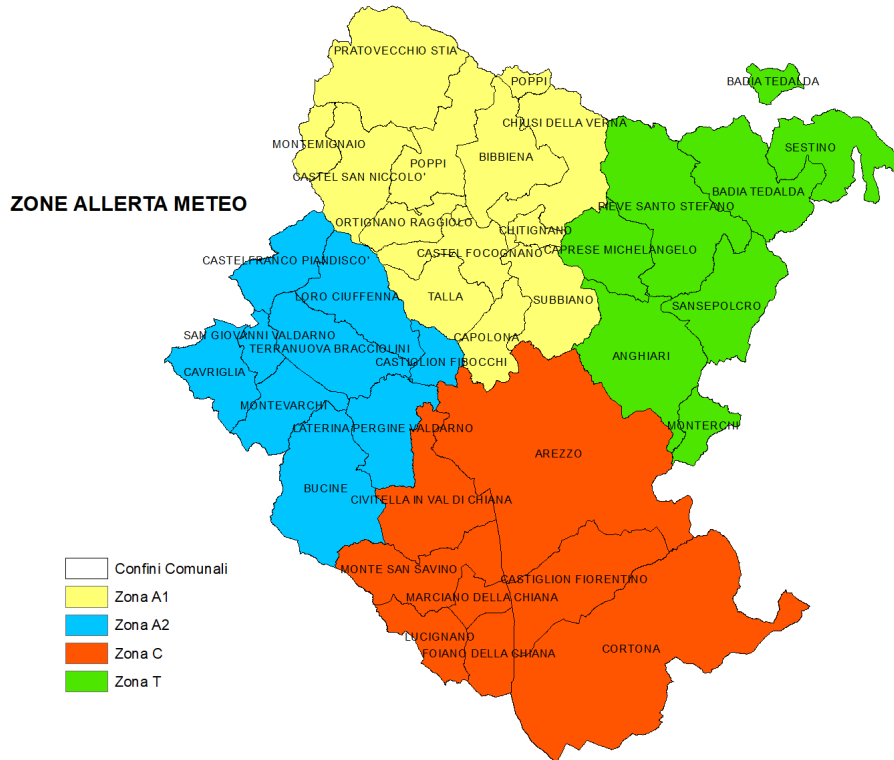 PRATOVECCHIO STIA
POPPI
BADIA TEDALDA
CHIUSI DELLA VERNA
MONTEMIGNAIO
SESTINO
POPPI
BIBBIENA
CASTEL SAN NICCOLO'
BADIA TEDALDA
ZONE ALLERTA METEO
PIEVE SANTO STEFANO
ORTIGNANO RAGGIOLO
CHITIGNANO
CASTEL FOCOGNANO
CAPRESE MICHELANGELO
CASTELFRANCO PIANDISCO'
LORO CIUFFENNA
TALLA
SUBBIANO
SANSEPOLCRO
SAN GIOVANNI VALDARNO
CAPOLONA
TERRANUOVA BRACCIOLINI
ANGHIARI
CASTIGLION FIBOCCHI
CAVRIGLIA
MONTEVARCHI
LATERINA PERGINE VALDARNO
MONTERCHI
AREZZO
BUCINE
CIVITELLA IN VAL DI CHIANA
Confini Comunali
MONTE SAN SAVINO
CASTIGLION FIORENTINO
Zona A1
MARCIANO DELLA CHIANA
Zona A2
LUCIGNANO
CORTONA
Zona C
FOIANO DELLA CHIANA
Zona T